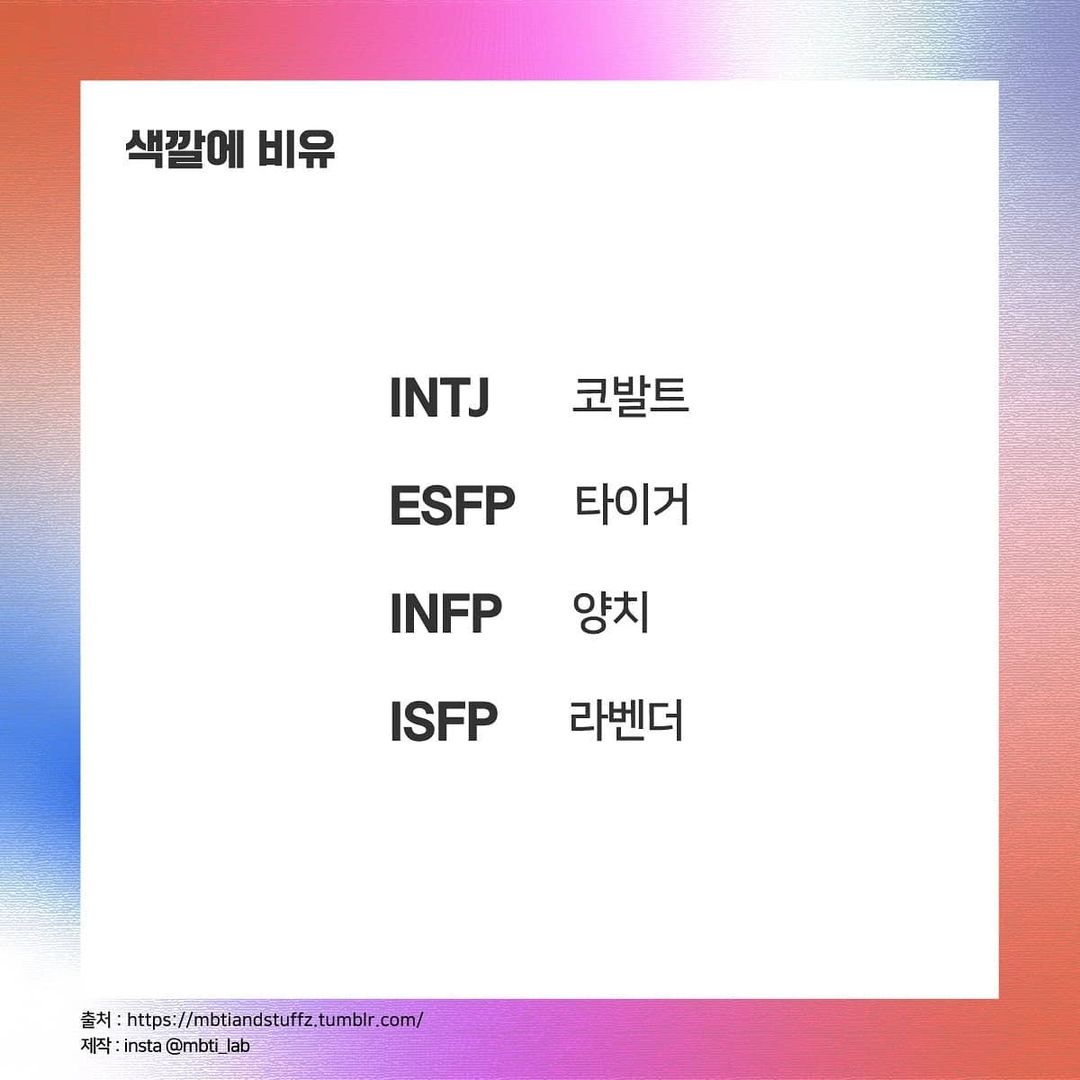 색깔에 비유
INTJ 코발트
ESFP 타이거
INFP 양치
ISFP 라벤더
출처 : https://mbtiandstuffz.tumblr.com/
제작 : insta @mbti_lab